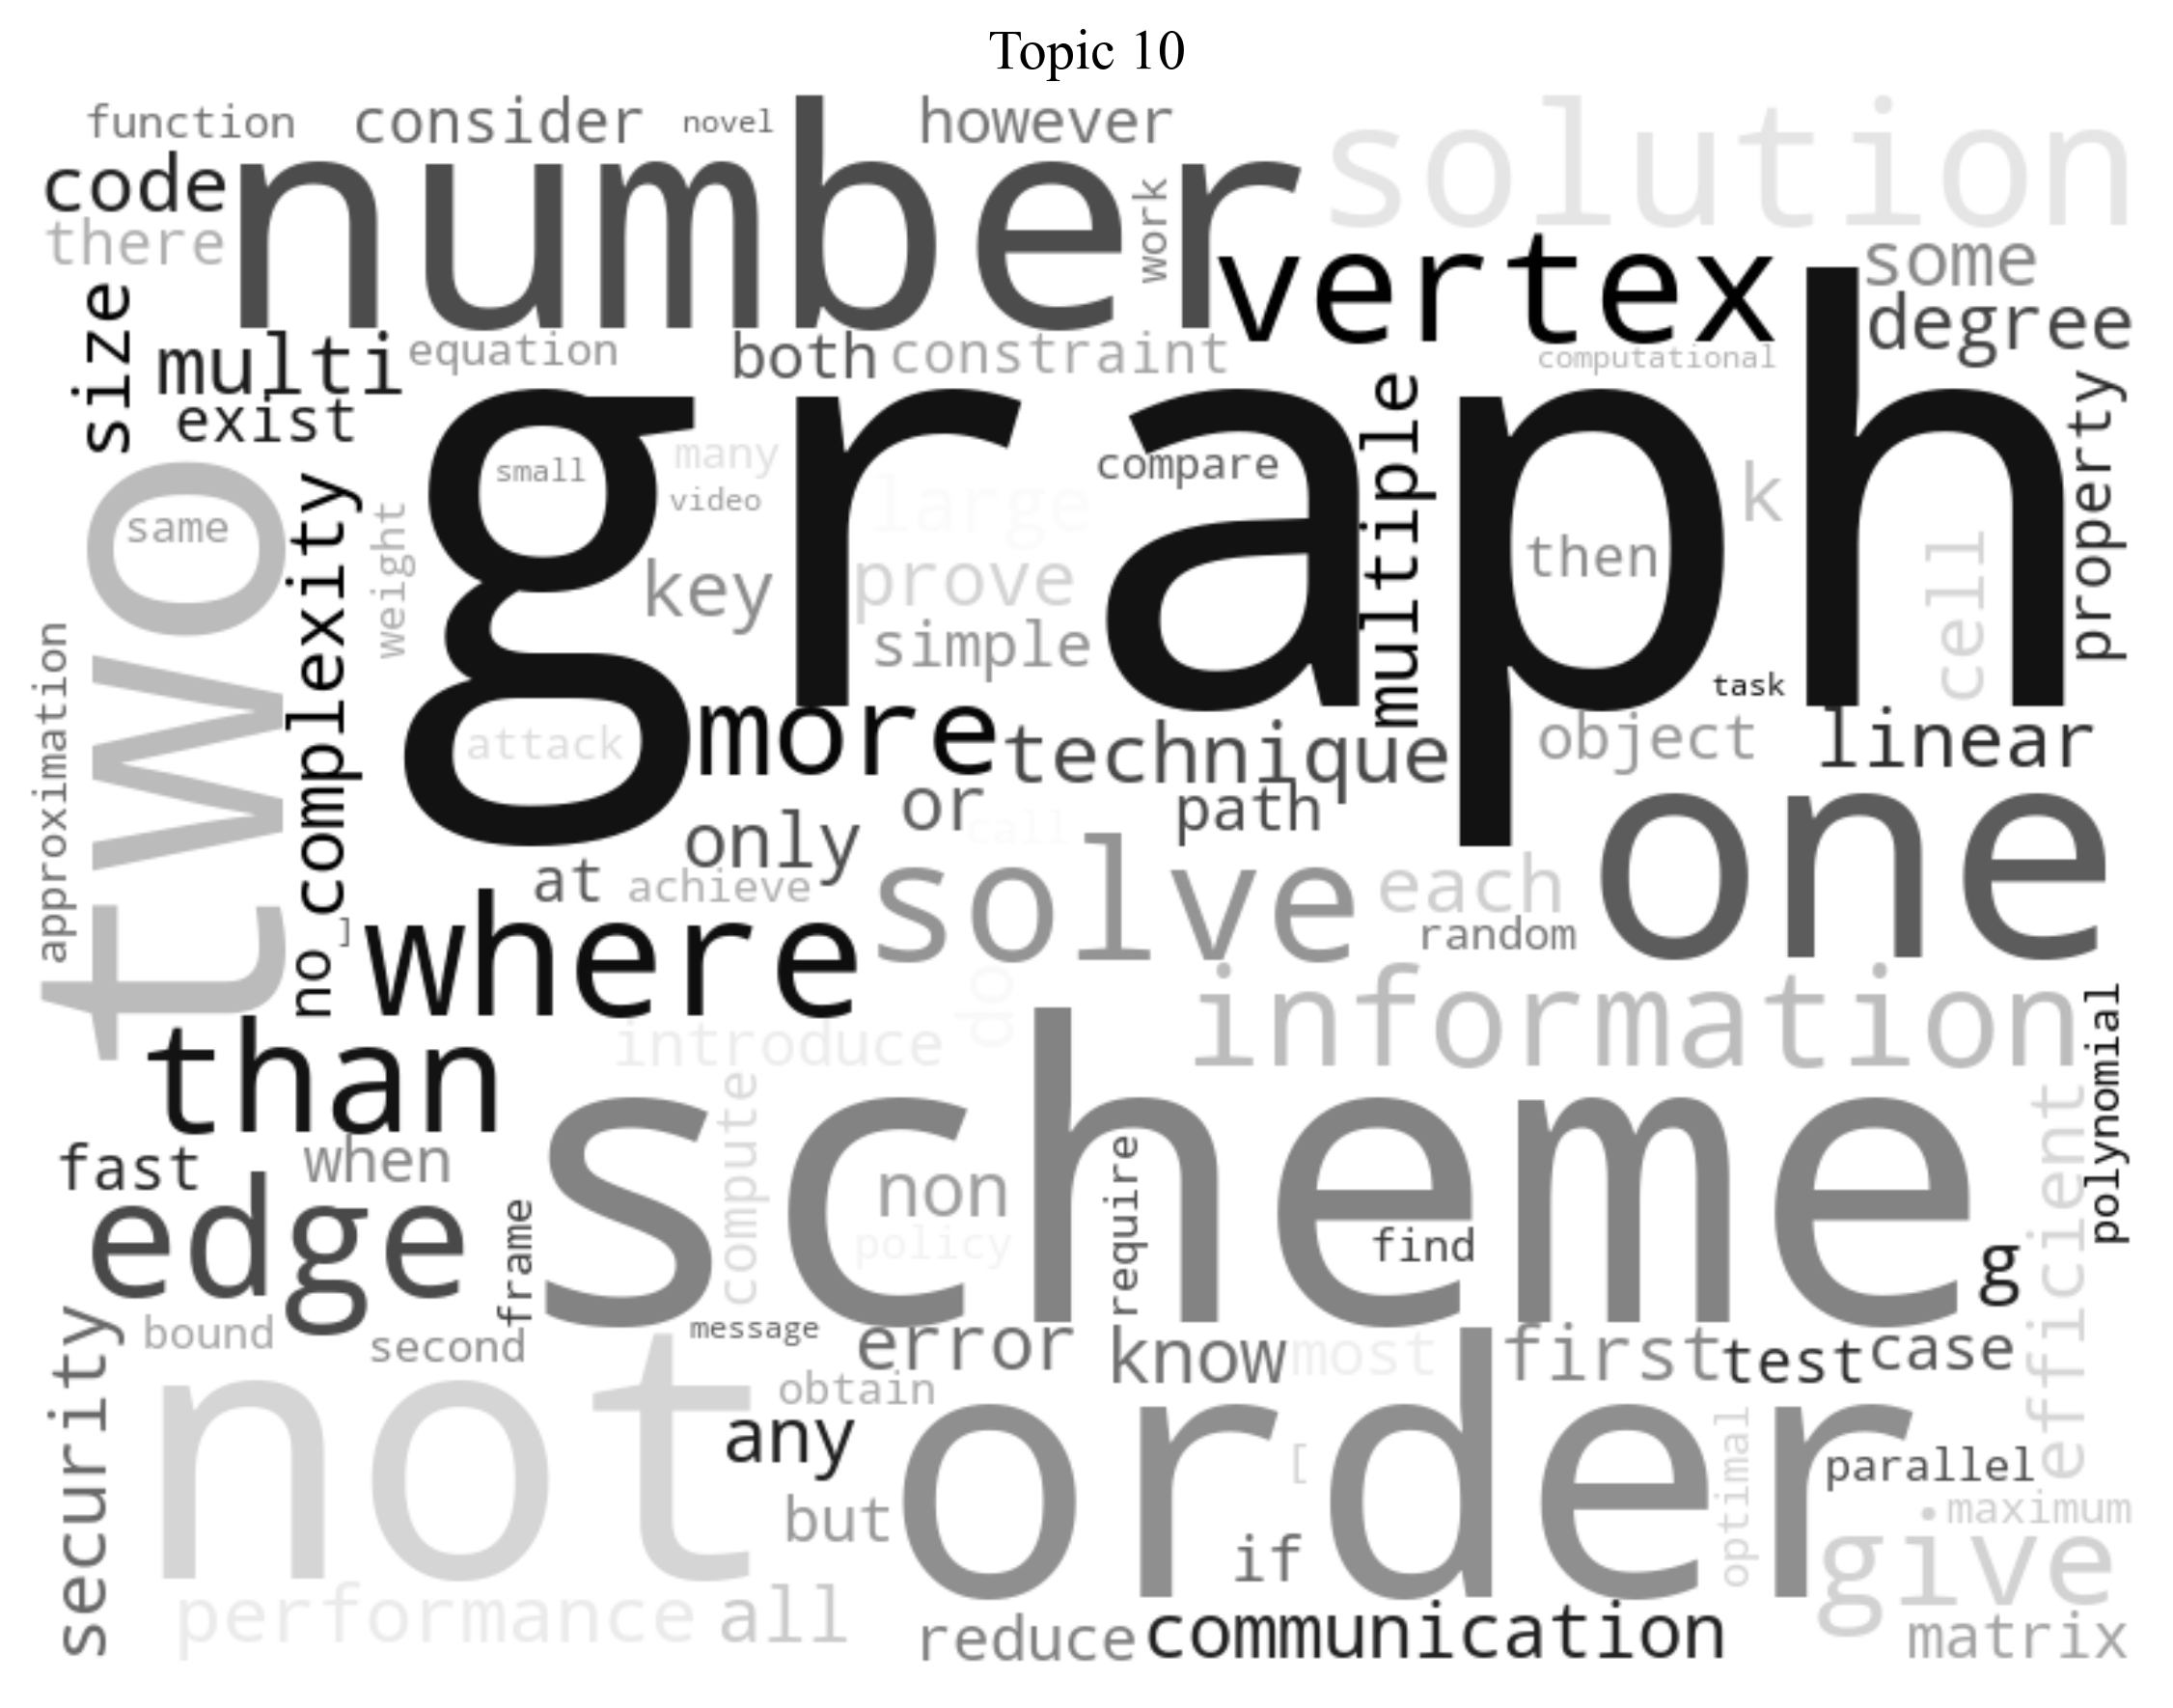 Topic 10
function consider novel however solution
code number work
there vertex some
size degree
multi equation both constraint computational
exist graph multiple property
small many compare k
same video large
two complexity weight then cell
key prove
simple
approximation task
attack more technique object linear
or path
only call one
at achieve solve each
no ] where random
do information
than introduce polynomial
scheme
fast when compute non require efficient
edge frame policy find g
security bound second message error know most first test case
not obtain
any order [ optimal parallel
but maximum
if give
performance all reduce communication matrix